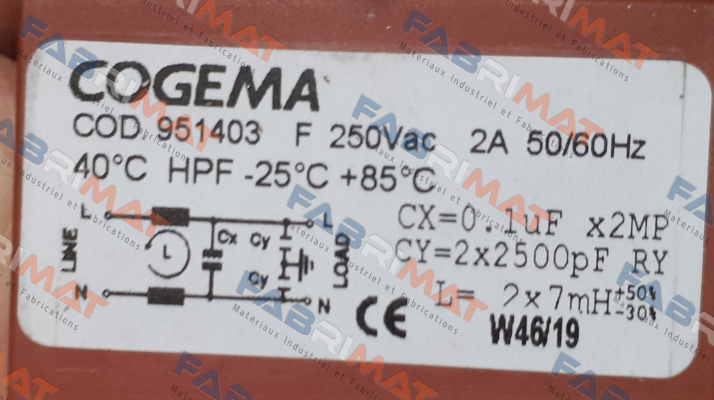 COGEMA
COD. 951403 F 250Vac 2A 50/60Hz
40°C HPF -25°C +85°C
CX=0.1uF x2MP
CY=2x2500pF RY
L= 2x7mH +50% -30%
LINE F L Cx Cy L LOAD
Cy
N N
CE
W46/19
FABRIMAT
Matériaux Industriel et Fabrications